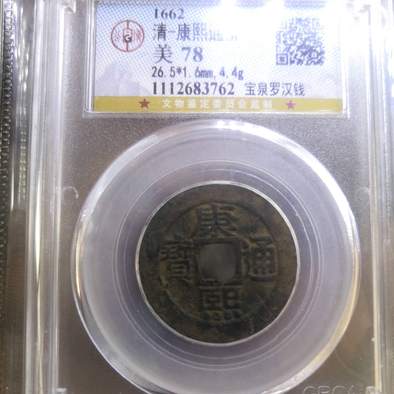 1662
清-康熙通宝
美 78
26.5*1.6mm,4.4g
1112683762 宝泉罗汉钱
★ 文物鉴定委员会监制 ★
康
寶 通
熙